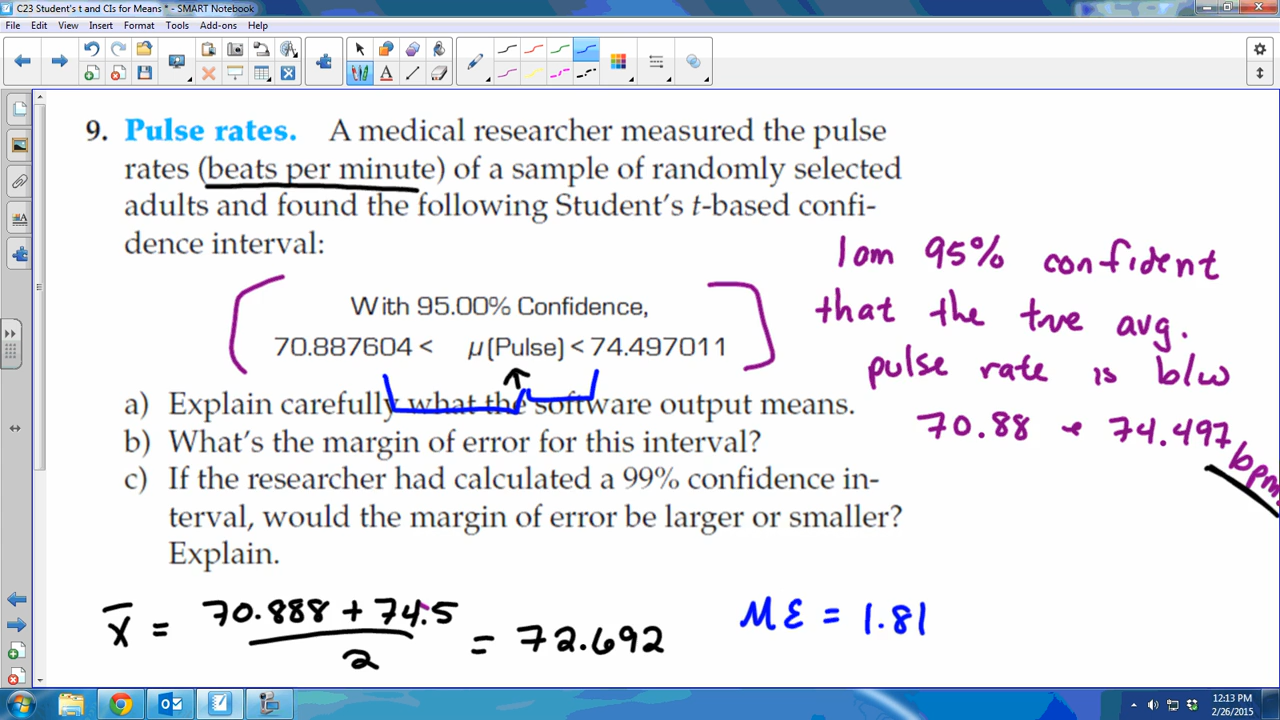 C23 Student's t and CIs for Means * - SMART Notebook
File Edit View Insert Format Tools Add-ons Help
9. Pulse rates. A medical researcher measured the pulse
rates (beats per minute) of a sample of randomly selected
adults and found the following Student's t-based confi-
dence interval:
With 95.00% Confidence,
70.887604 < μ(Pulse) < 74.497011
a) Explain carefully what the software output means.
b) What's the margin of error for this interval?
c) If the researcher had calculated a 99% confidence in-
terval, would the margin of error be larger or smaller?
Explain.
I am 95% confident
that the true avg.
pulse rate is b/w
70.88 + 74.497
bpm
x̄ = 70.888 + 74.5 / 2 = 72.692
ME = 1.81
12:13 PM
2/26/2015